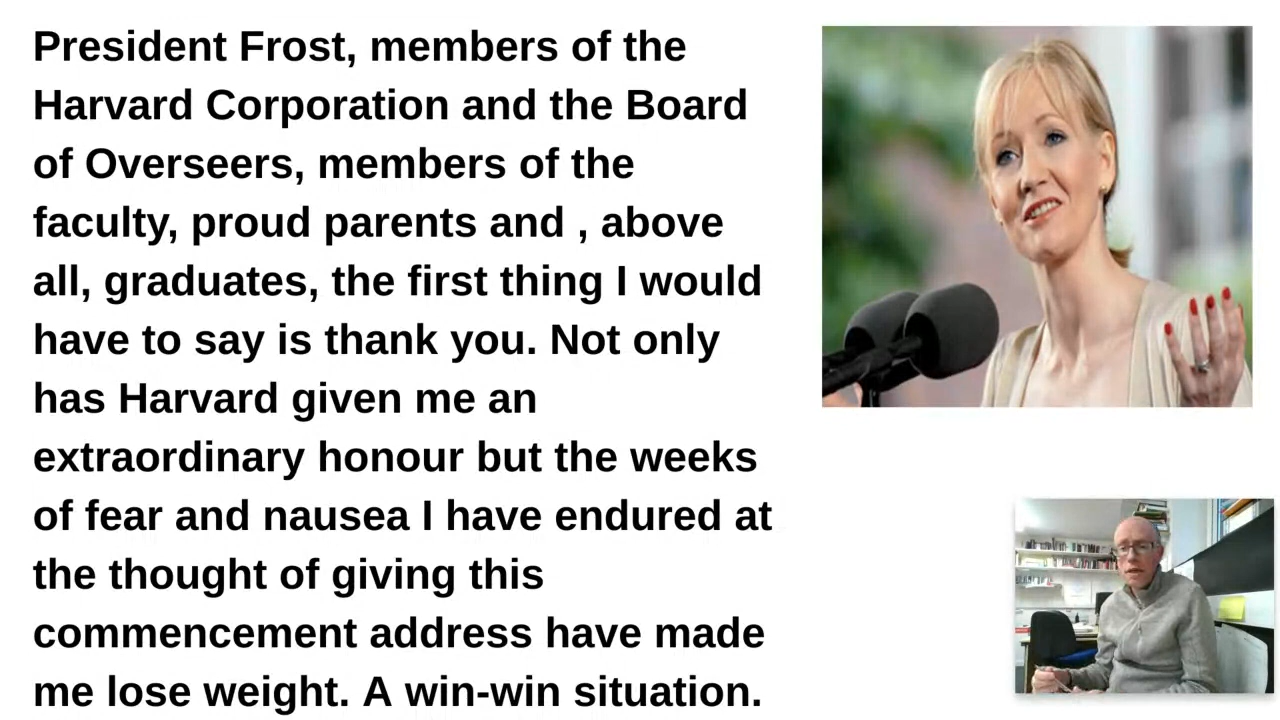 President Frost, members of the
Harvard Corporation and the Board
of Overseers, members of the
faculty, proud parents and , above
all, graduates, the first thing I would
have to say is thank you. Not only
has Harvard given me an
extraordinary honour but the weeks
of fear and nausea I have endured at
the thought of giving this
commencement address have made
me lose weight. A win-win situation.